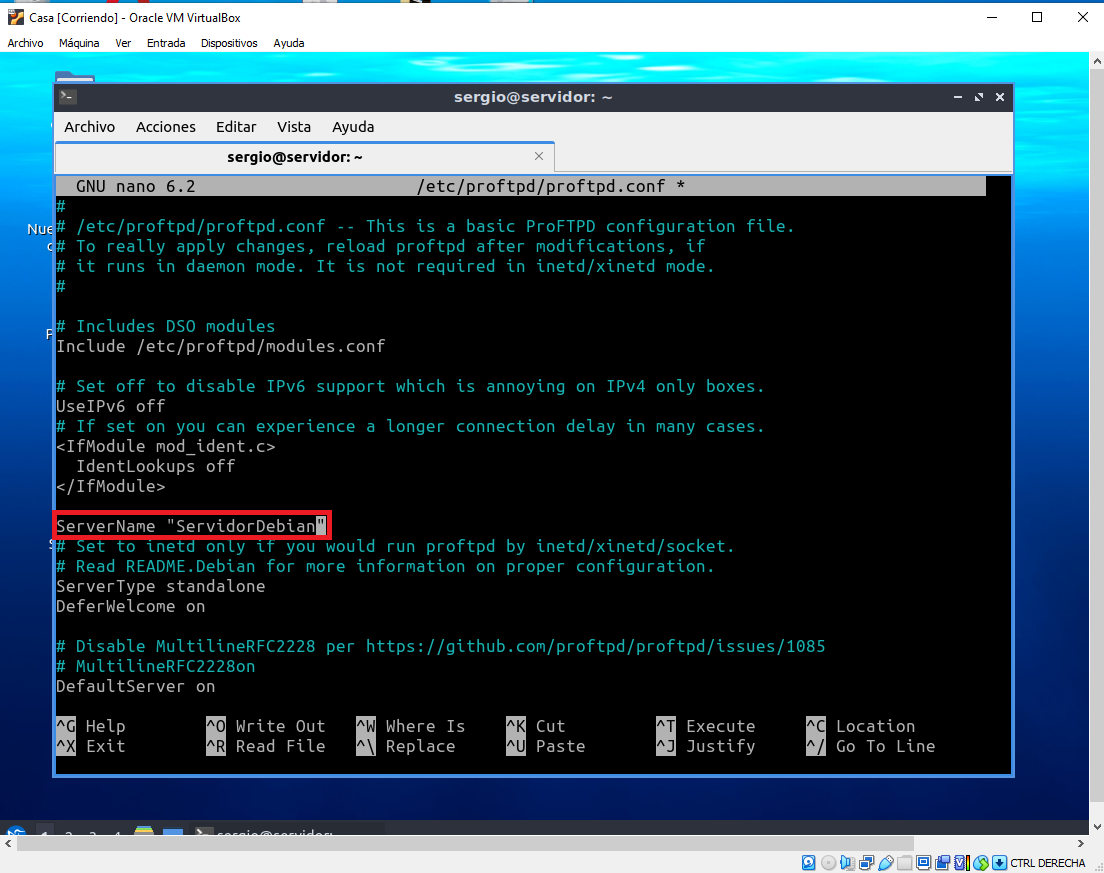 Casa [Corriendo] - Oracle VM VirtualBox
Archivo Máquina Ver Entrada Dispositivos Ayuda
sergio@servidor: ~
Archivo Acciones Editar Vista Ayuda
sergio@servidor: ~
GNU nano 6.2 /etc/proftpd/proftpd.conf *
#
# /etc/proftpd/proftpd.conf -- This is a basic ProFTPD configuration file.
# To really apply changes, reload proftpd after modifications, if
# it runs in daemon mode. It is not required in inetd/xinetd mode.
#
# Includes DSO modules
Include /etc/proftpd/modules.conf
# Set off to disable IPv6 support which is annoying on IPv4 only boxes.
UseIPv6 off
# If set on you can experience a longer connection delay in many cases.
<IfModule mod_ident.c>
IdentLookups off
</IfModule>
ServerName "ServidorDebian"
# Set to inetd only if you would run proftpd by inetd/xinetd/socket.
# Read README.Debian for more information on proper configuration.
ServerType standalone
DeferWelcome on
# Disable MultilineRFC2228 per https://github.com/proftpd/proftpd/issues/1085
# MultilineRFC2228on
DefaultServer on
^G Help ^O Write Out ^W Where Is ^K Cut ^T Execute ^C Location
^X Exit ^R Read File ^\ Replace ^U Paste ^J Justify ^/ Go To Line
1 2 3 4 sergio@servidor:
CTRL DERECHA